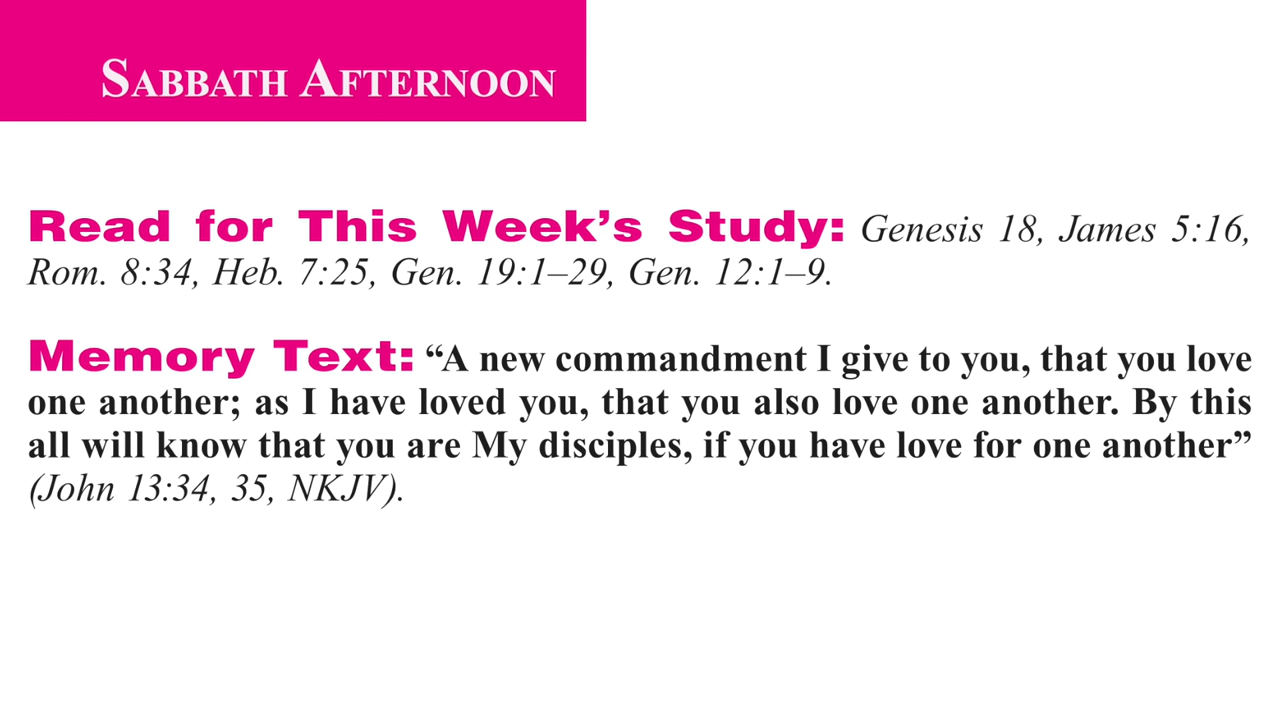 SABBATH AFTERNOON
Read for This Week’s Study: Genesis 18, James 5:16,
Rom. 8:34, Heb. 7:25, Gen. 19:1–29, Gen. 12:1–9.
Memory Text: “A new commandment I give to you, that you love
one another; as I have loved you, that you also love one another. By this
all will know that you are My disciples, if you have love for one another”
(John 13:34, 35, NKJV).